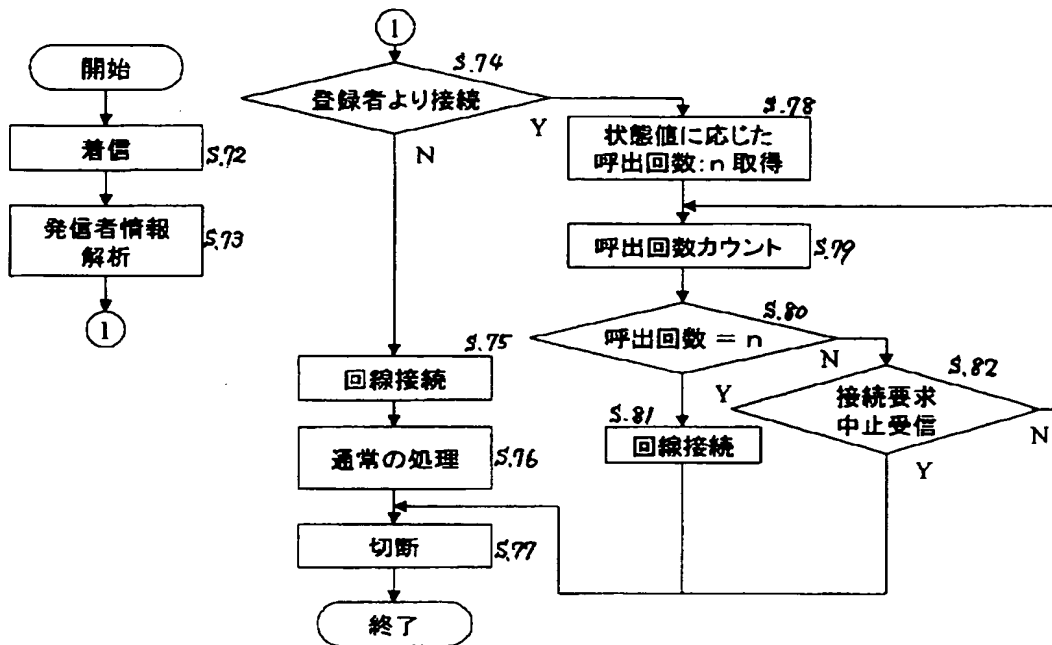 開始
着信
S.72
発信者情報
解析
S.73
1
1
登録者より接続
S.74
Y
N
回線接続
S.75
通常の処理
S.76
切断
S.77
終了
状態値に応じた
呼出回数:n 取得
S.78
呼出回数カウント
S.79
呼出回数 = n
S.80
N
Y
回線接続
S.81
接続要求
中止受信
S.82
N
Y